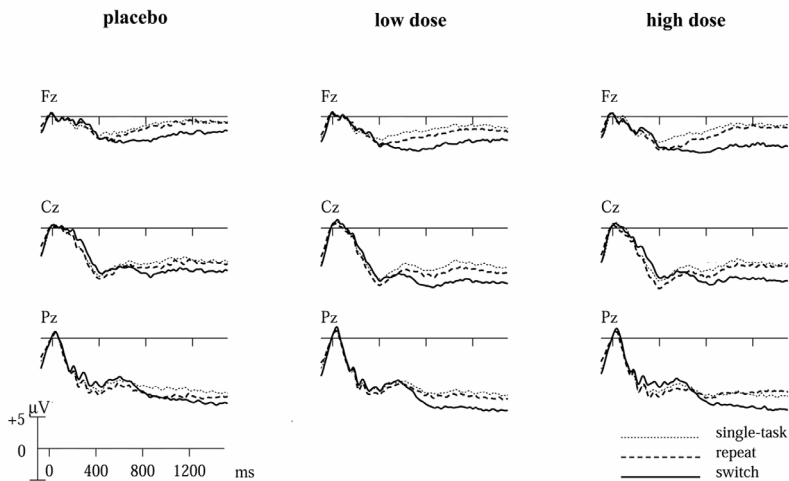 placebo low dose high dose
Fz Fz Fz
Cz Cz Cz
Pz Pz Pz
μV
+5
0
0 400 800 1200 ms
single-task
repeat
switch